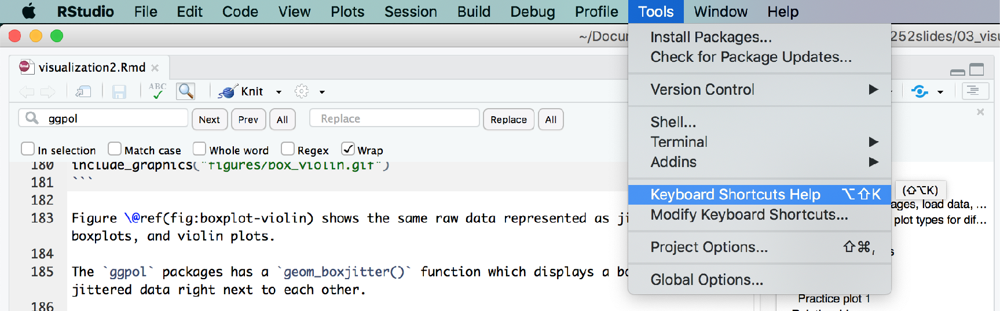 RStudio File Edit Code View Plots Session Build Debug Profile Tools Window Help
~/Docum
252slides/03_visu
Install Packages...
Check for Package Updates...
Version Control
Shell...
Terminal
Addins
Keyboard Shortcuts Help ⌥⇧K
Modify Keyboard Shortcuts...
Project Options... ⇧⌘,
Global Options...
(⇧⌥K)
visualization2.Rmd
ABC
Knit
ggpol
Next
Prev
All
Replace
Replace
All
In selection
Match case
Whole word
Regex
Wrap
180 include_graphics("figures/box_violin.gif")
181 ```
182
183 Figure \@ref(fig:boxplot-violin) shows the same raw data represented as ji
boxplots, and violin plots.
184
185 The `ggpol` packages has a `geom_boxjitter()` function which displays a bo
jittered data right next to each other.
186
ages, load data, ...
plot types for dif...
s
Practice plot 1